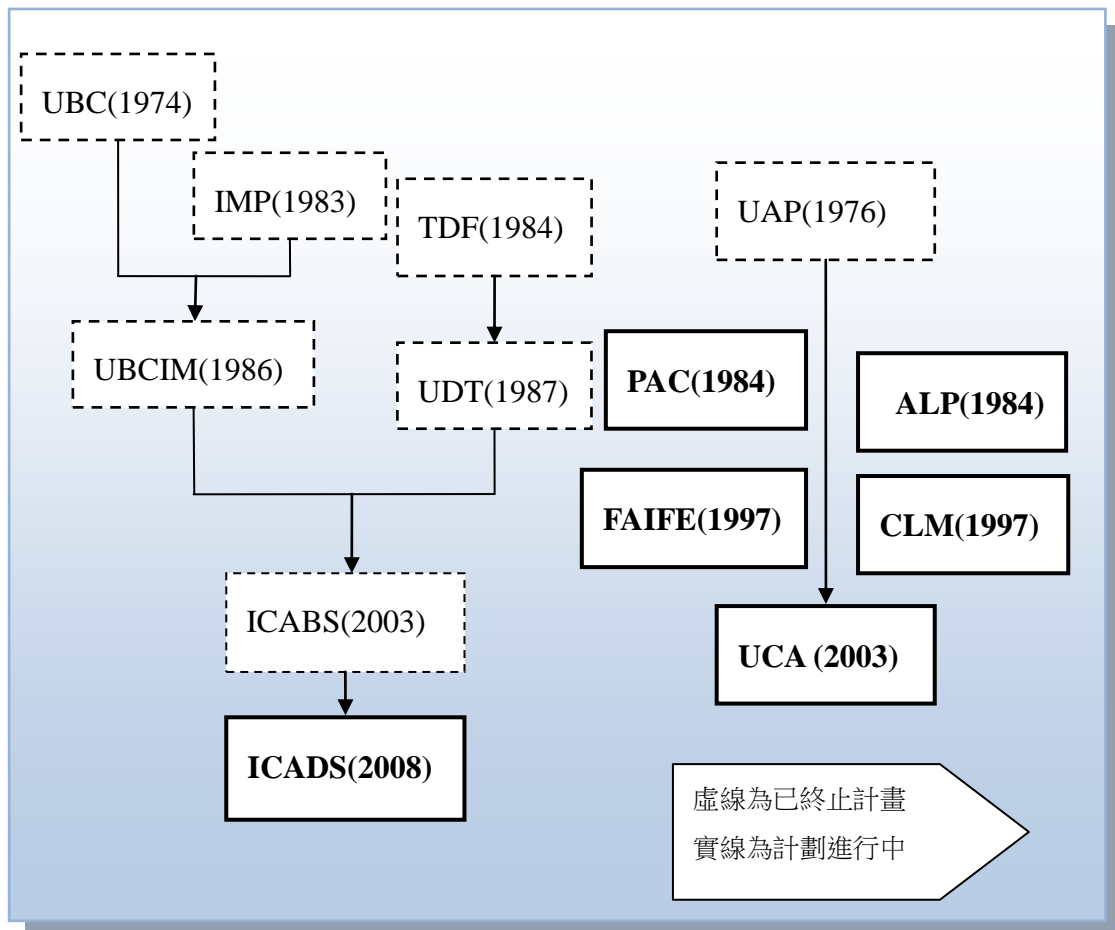 UBC(1974)
IMP(1983)
TDF(1984)
UAP(1976)
UBCIM(1986)
UDT(1987)
PAC(1984)
ALP(1984)
FAIFE(1997)
CLM(1997)
ICABS(2003)
UCA (2003)
ICADS(2008)
虛線為已終止計畫
實線為計劃進行中